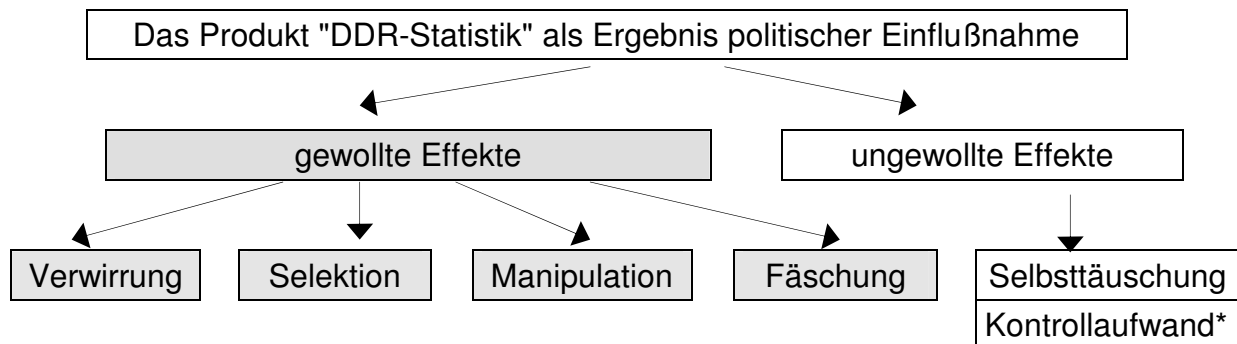 Das Produkt "DDR-Statistik" als Ergebnis politischer Einflußnahme
gewollte Effekte
ungewollte Effekte
Verwirrung
Selektion
Manipulation
Fäschung
Selbsttäuschung
Kontrollaufwand*